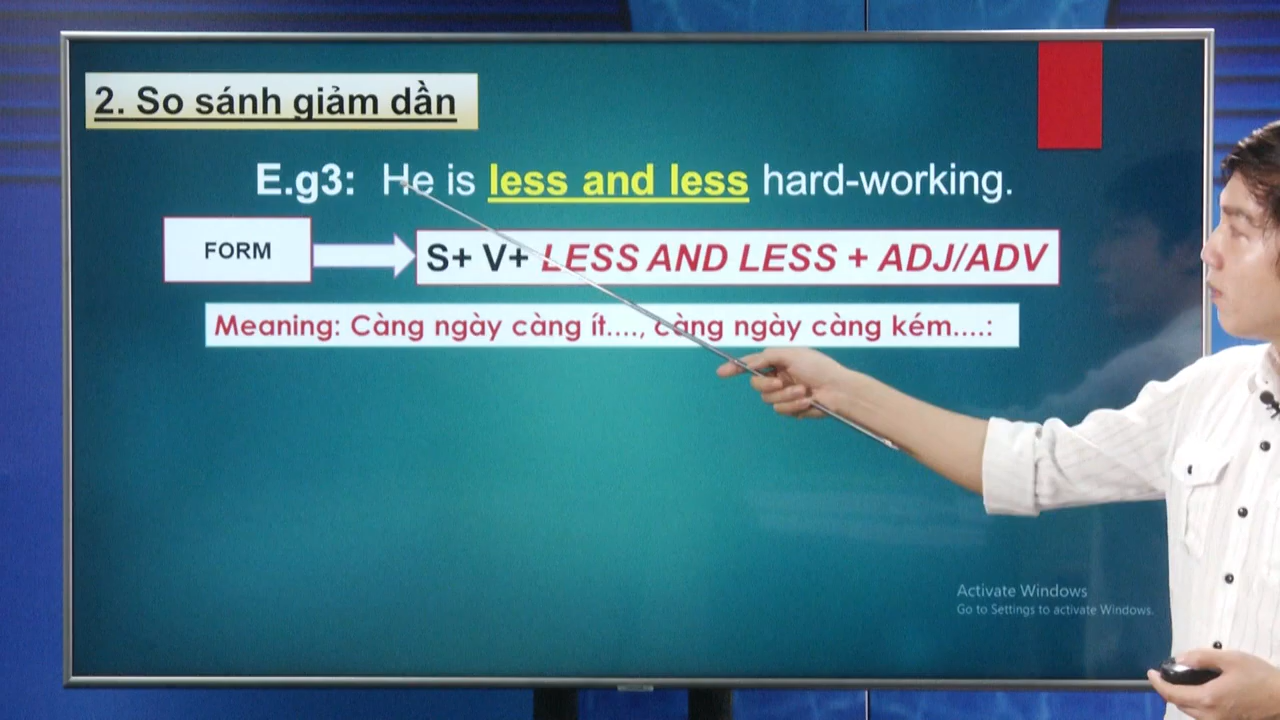 2. So sánh giảm dần
E.g3: He is less and less hard-working.
FORM
S+ V+ LESS AND LESS + ADJ/ADV
Meaning: Càng ngày càng ít...., càng ngày càng kém....:
Activate Windows
Go to Settings to activate Windows.